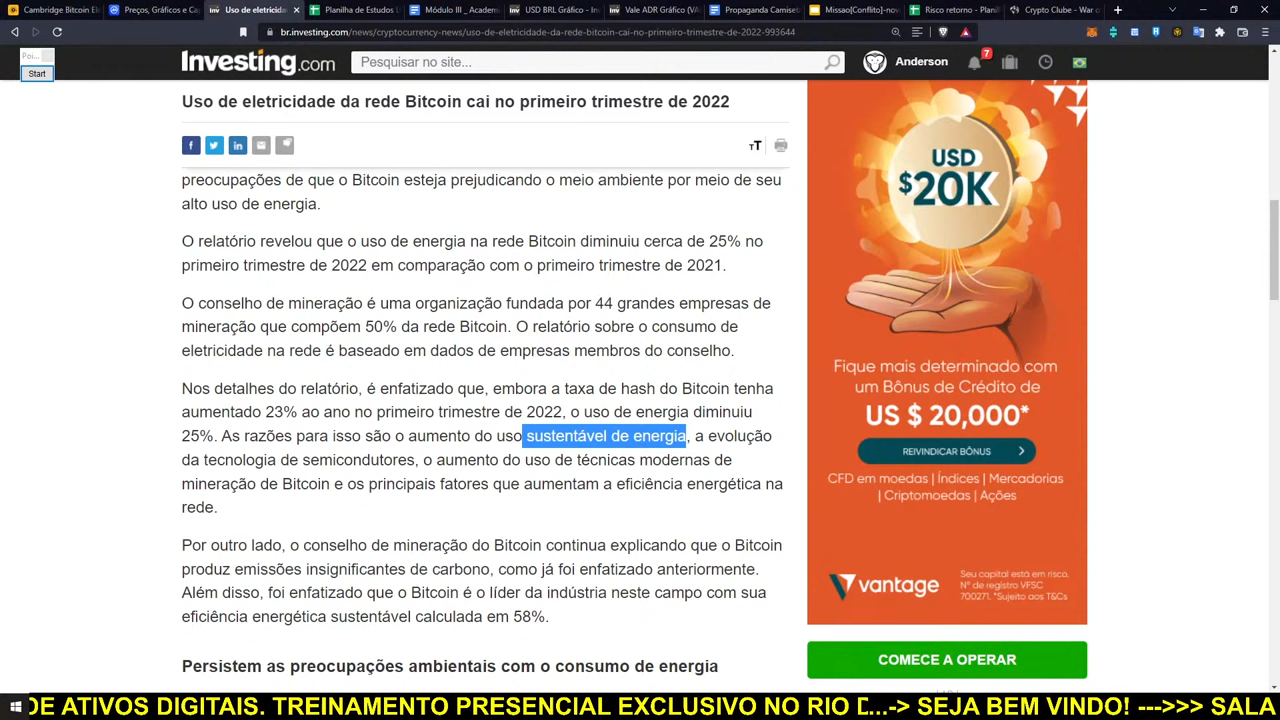 Cambridge Bitcoin Ele
Preços, Gráficos e Ca
Uso de eletricidad
Planilha de Estudos I
Módulo III _ Academ
USD BRL Gráfico - Inv
Vale ADR Gráfico (VA
Propaganda Camiseta
Missao[Conflito]-nov
Risco retorno - Planil
Crypto Clube - War o
br.investing.com/news/cryptocurrency-news/uso-de-eletricidade-da-rede-bitcoin-cai-no-primeiro-trimestre-de-2022-993644
Poi...
Start
Investing.com
Pesquisar no site...
Anderson
7
Uso de eletricidade da rede Bitcoin cai no primeiro trimestre de 2022
TT
preocupações de que o Bitcoin esteja prejudicando o meio ambiente por meio de seu
alto uso de energia.
O relatório revelou que o uso de energia na rede Bitcoin diminuiu cerca de 25% no
primeiro trimestre de 2022 em comparação com o primeiro trimestre de 2021.
O conselho de mineração é uma organização fundada por 44 grandes empresas de
mineração que compõem 50% da rede Bitcoin. O relatório sobre o consumo de
eletricidade na rede é baseado em dados de empresas membros do conselho.
Nos detalhes do relatório, é enfatizado que, embora a taxa de hash do Bitcoin tenha
aumentado 23% ao ano no primeiro trimestre de 2022, o uso de energia diminuiu
25%. As razões para isso são o aumento do uso sustentável de energia, a evolução
da tecnologia de semicondutores, o aumento do uso de técnicas modernas de
mineração de Bitcoin e os principais fatores que aumentam a eficiência energética na
rede.
Por outro lado, o conselho de mineração do Bitcoin continua explicando que o Bitcoin
produz emissões insignificantes de carbono, como já foi enfatizado anteriormente.
Além disso, foi enfatizado que o Bitcoin é o líder da indústria neste campo com sua
eficiência energética sustentável calculada em 58%.
Persistem as preocupações ambientais com o consumo de energia
USD
$20K
Fique mais determinado com
um Bônus de Crédito de
US $ 20,000*
REIVINDICAR BÔNUS
CFD em moedas | Índices | Mercadorias
| Criptomoedas | Ações
vantage
Seu capital está em risco.
N° de registro VFSC
700271. *Sujeito aos T&Cs
COMECE A OPERAR
DE ATIVOS DIGITAIS. TREINAMENTO PRESENCIAL EXCLUSIVO NO RIO D...-> SEJA BEM VINDO! --->>> SALA